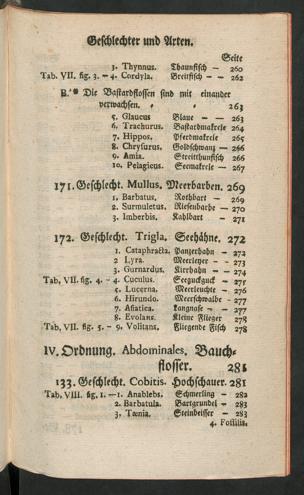 Geschlechter und Arten.
Seite
3. Thynnus. Thaunfisch — 260
Tab. VII. fig. 3. — 4. Cordyla. Breitfisch — — 262
B.* Die Bastardflossen sind mit einander
verwachsen. 263
5. Glaucus Blaue — — 263
6. Trachurus. Bastardmakrele 264
7. Hippos. Pferdmakrele 265
8. Chrysurus. Goldschwanz — 266
9. Amia. Streithunfisch 266
10. Pelagicus. Seemakrele — 267
171. Geschlecht. Mullus. Meerbarben. 269
1. Barbatus. Rothbart — 269
2. Surmuletus. Riesenbarbe — 270
3. Imberbis. Kahlbart — 271
172. Geschlecht. Trigla. Seehähne. 272
1. Cataphracta. Panzerhahn — 272
2. Lyra. Meerleyer — 273
3. Gurnardus. Kirrhahn — — 274
Tab. VII. fig. 4. — 4. Cuculus. Seeguckguck — 275
5. Lucerna. Meerleuchte — 276
6. Hirundo. Meerschwalbe — 277
7. Asiatica. Langnase — — 277
8. Evolans. Kleine Flieger 278
Tab. VII. fig. 5. — 9. Volitans. Fliegende Fisch 278
IV. Ordnung. Abdominales. Bauch-
flosser. 281
133. Geschlecht. Cobitis. Hochschauer. 281
Tab. VIII. fig. 1. — 1. Anableps. Schmerling — 282
2. Barbatula. Bartgrundel — 283
3. Tænia. Steinbeisser — 283
4. Fossilis.